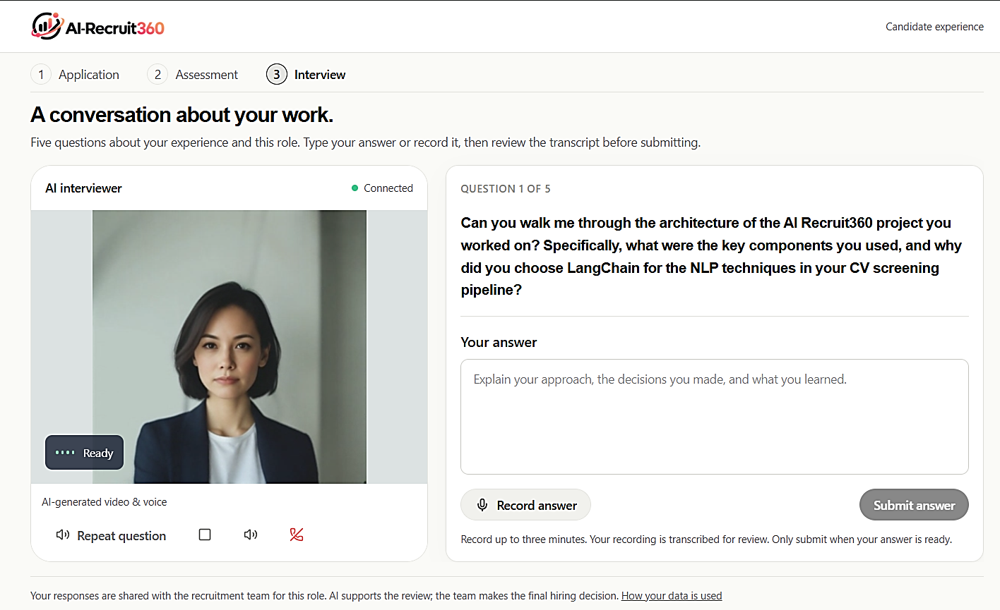 AI-Recruit360
Candidate experience
1 Application
2 Assessment
3 Interview
A conversation about your work.
Five questions about your experience and this role. Type your answer or record it, then review the transcript before submitting.
AI interviewer
Connected
Ready
AI-generated video & voice
Repeat question
QUESTION 1 OF 5
Can you walk me through the architecture of the AI Recruit360 project you
worked on? Specifically, what were the key components you used, and why
did you choose LangChain for the NLP techniques in your CV screening
pipeline?
Your answer
Explain your approach, the decisions you made, and what you learned.
Record answer
Submit answer
Record up to three minutes. Your recording is transcribed for review. Only submit when your answer is ready.
Your responses are shared with the recruitment team for this role. AI supports the review; the team makes the final hiring decision. How your data is used